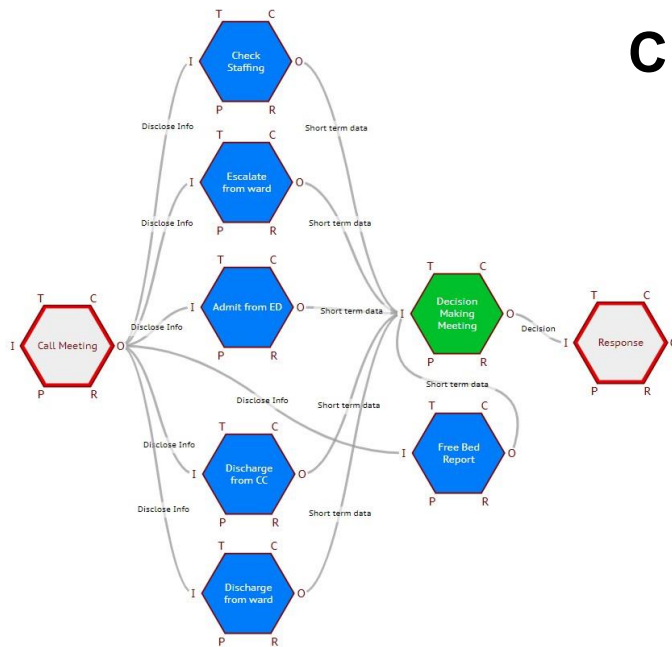 C
T C
Check
Staffing
I O
P R
Disclose Info
Short term data
T C
Escalate
from ward
I O
P R
Disclose Info
Short term data
T C
Admit from ED
I O
P R
Disclose Info
Short term data
T C
Call Meeting
I O
P R
T C
Decision
Making
Meeting
I O
P R
Decision
T C
Response
I O
P R
Disclose Info
Short term data
Short term data
T C
Free Bed
Report
I O
P R
Disclose Info
T C
Discharge
from CC
I O
P R
Disclose Info
Short term data
T C
Discharge
from ward
I O
P R